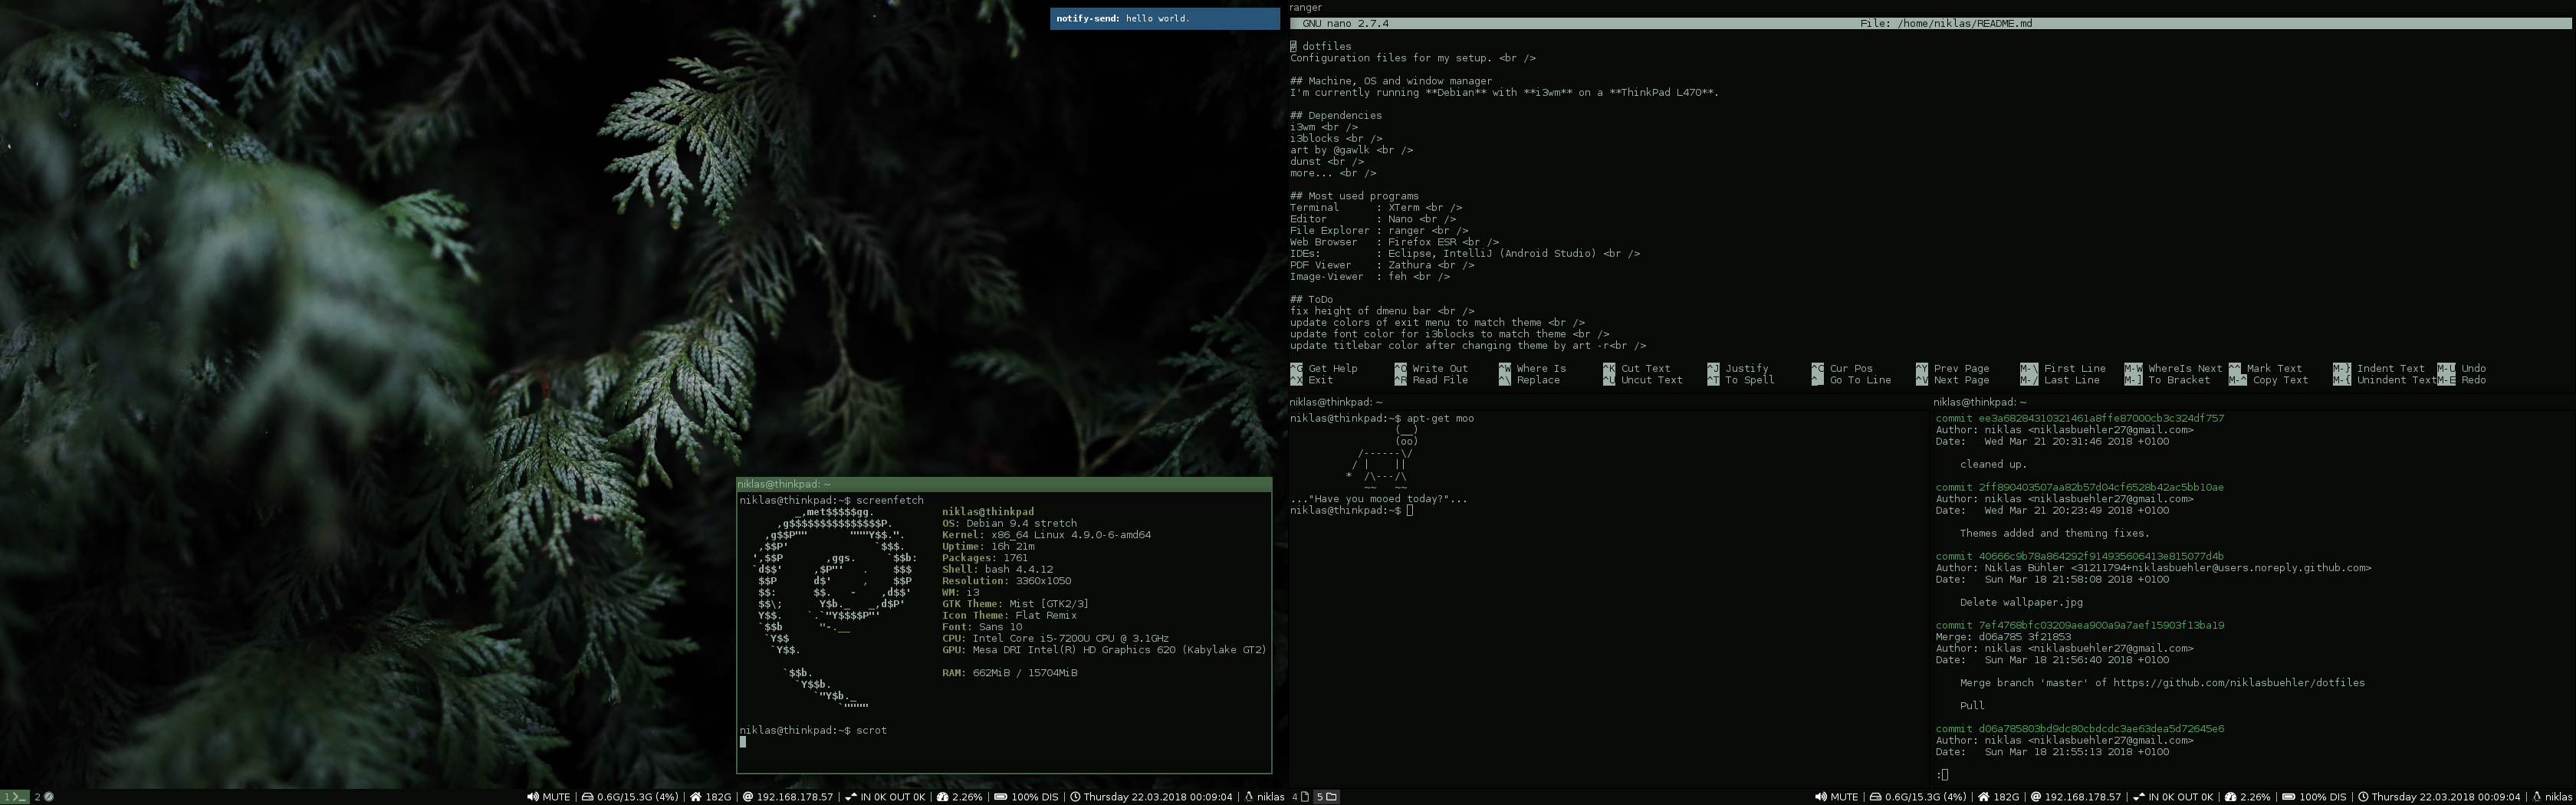 notify-send: hello world.
niklas@thinkpad: ~
niklas@thinkpad:~$ screenfetch
_,met$$$$$gg.
,g$$$$$$$$$$$$$$$P.
,g$$P"" """Y$$.".
,$$P' `$$$.
',$$P ,ggs. `$$b:
`d$$' ,$P"' . $$$
$$P d$' , $$P
$$: $$. - ,d$$'
$$\; Y$b._ _,d$P'
Y$$. `.`"Y$$$$P"'
`$$b "-.__
`Y$$
`Y$$.
`$$b.
`Y$$b.
`"Y$b._
`""""
niklas@thinkpad
OS: Debian 9.4 stretch
Kernel: x86_64 Linux 4.9.0-6-amd64
Uptime: 16h 21m
Packages: 1761
Shell: bash 4.4.12
Resolution: 3360x1050
WM: i3
GTK Theme: Mist [GTK2/3]
Icon Theme: Flat Remix
Font: Sans 10
CPU: Intel Core i5-7200U CPU @ 3.1GHz
GPU: Mesa DRI Intel(R) HD Graphics 620 (Kabylake GT2)
RAM: 662MiB / 15704MiB
niklas@thinkpad:~$ scrot
1 2 MUTE | 0.6G/15.3G (4%) | 182G | 192.168.178.57 | IN 0K OUT 0K | 2.26% | 100% DIS | Thursday 22.03.2018 00:09:04 | niklas
ranger
GNU nano 2.7.4 File: /home/niklas/README.md
# dotfiles
Configuration files for my setup. <br />
## Machine, OS and window manager
I'm currently running **Debian** with **i3wm** on a **ThinkPad L470**.
## Dependencies
i3wm <br />
i3blocks <br />
art by @gawlk <br />
dunst <br />
more... <br />
## Most used programs
Terminal : XTerm <br />
Editor : Nano <br />
File Explorer : ranger <br />
Web Browser : Firefox ESR <br />
IDEs: : Eclipse, IntelliJ (Android Studio) <br />
PDF Viewer : Zathura <br />
Image-Viewer : feh <br />
## ToDo
fix height of dmenu bar <br />
update colors of exit menu to match theme <br />
update font color for i3blocks to match theme <br />
update titlebar color after changing theme by art -r<br />
^G Get Help ^O Write Out ^W Where Is ^K Cut Text ^J Justify ^C Cur Pos ^Y Prev Page M-\ First Line M-W WhereIs Next ^^ Mark Text M-} Indent Text M-U Undo
^X Exit ^R Read File ^\ Replace ^U Uncut Text ^T To Spell ^_ Go To Line ^V Next Page M-/ Last Line M-] To Bracket M-^ Copy Text M-{ Unindent Text M-E Redo
niklas@thinkpad: ~
niklas@thinkpad:~$ apt-get moo
(__)
(oo)
/------\/
/ | ||
* /\---/\
~~ ~~
..."Have you mooed today?"...
niklas@thinkpad:~$
niklas@thinkpad: ~
commit ee3a68284310321461a8ffe87000cb3c324df757
Author: niklas <niklasbuehler27@gmail.com>
Date: Wed Mar 21 20:31:46 2018 +0100
cleaned up.
commit 2ff890403507aa82b57d04cf6528b42ac5bb10ae
Author: niklas <niklasbuehler27@gmail.com>
Date: Wed Mar 21 20:23:49 2018 +0100
Themes added and theming fixes.
commit 40666c9b78a864292f914935606413e815077d4b
Author: Niklas Bühler <31211794+niklasbuehler@users.noreply.github.com>
Date: Sun Mar 18 21:58:08 2018 +0100
Delete wallpaper.jpg
commit 7ef4768bfc03209aea900a9a7aef15903f13ba19
Merge: d06a785 3f21853
Author: niklas <niklasbuehler27@gmail.com>
Date: Sun Mar 18 21:56:40 2018 +0100
Merge branch 'master' of https://github.com/niklasbuehler/dotfiles
Pull
commit d06a785803bd9dc80cbdcdc3ae63dea5d72645e6
Author: niklas <niklasbuehler27@gmail.com>
Date: Sun Mar 18 21:55:13 2018 +0100
:
4 5 MUTE | 0.6G/15.3G (4%) | 182G | 192.168.178.57 | IN 0K OUT 0K | 2.26% | 100% DIS | Thursday 22.03.2018 00:09:04 | niklas